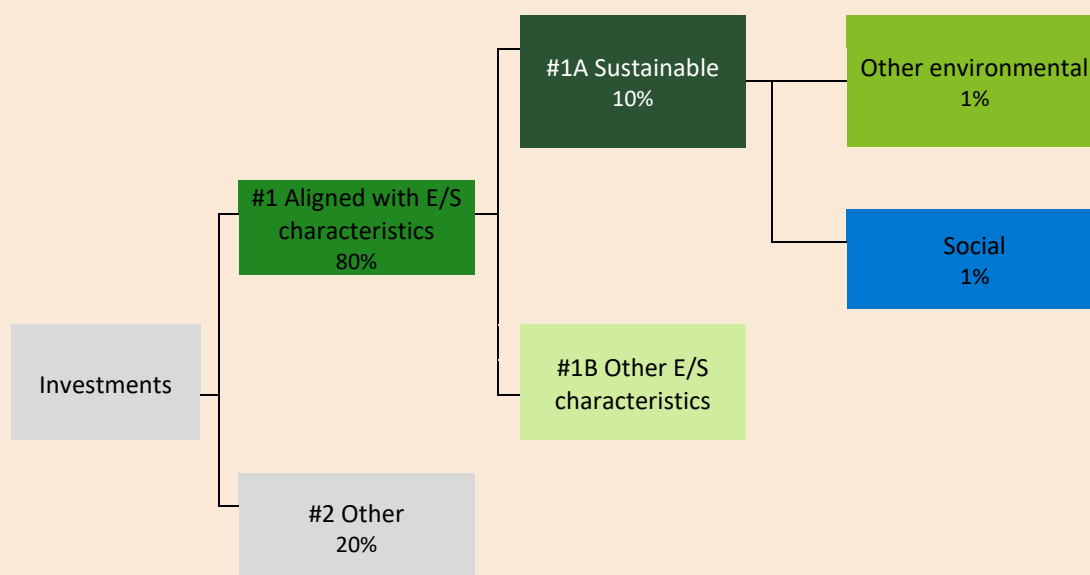 #1A Sustainable
10%
Other environmental
1%
#1 Aligned with E/S
characteristics
80%
Social
1%
Investments
#1B Other E/S
characteristics
#2 Other
20%